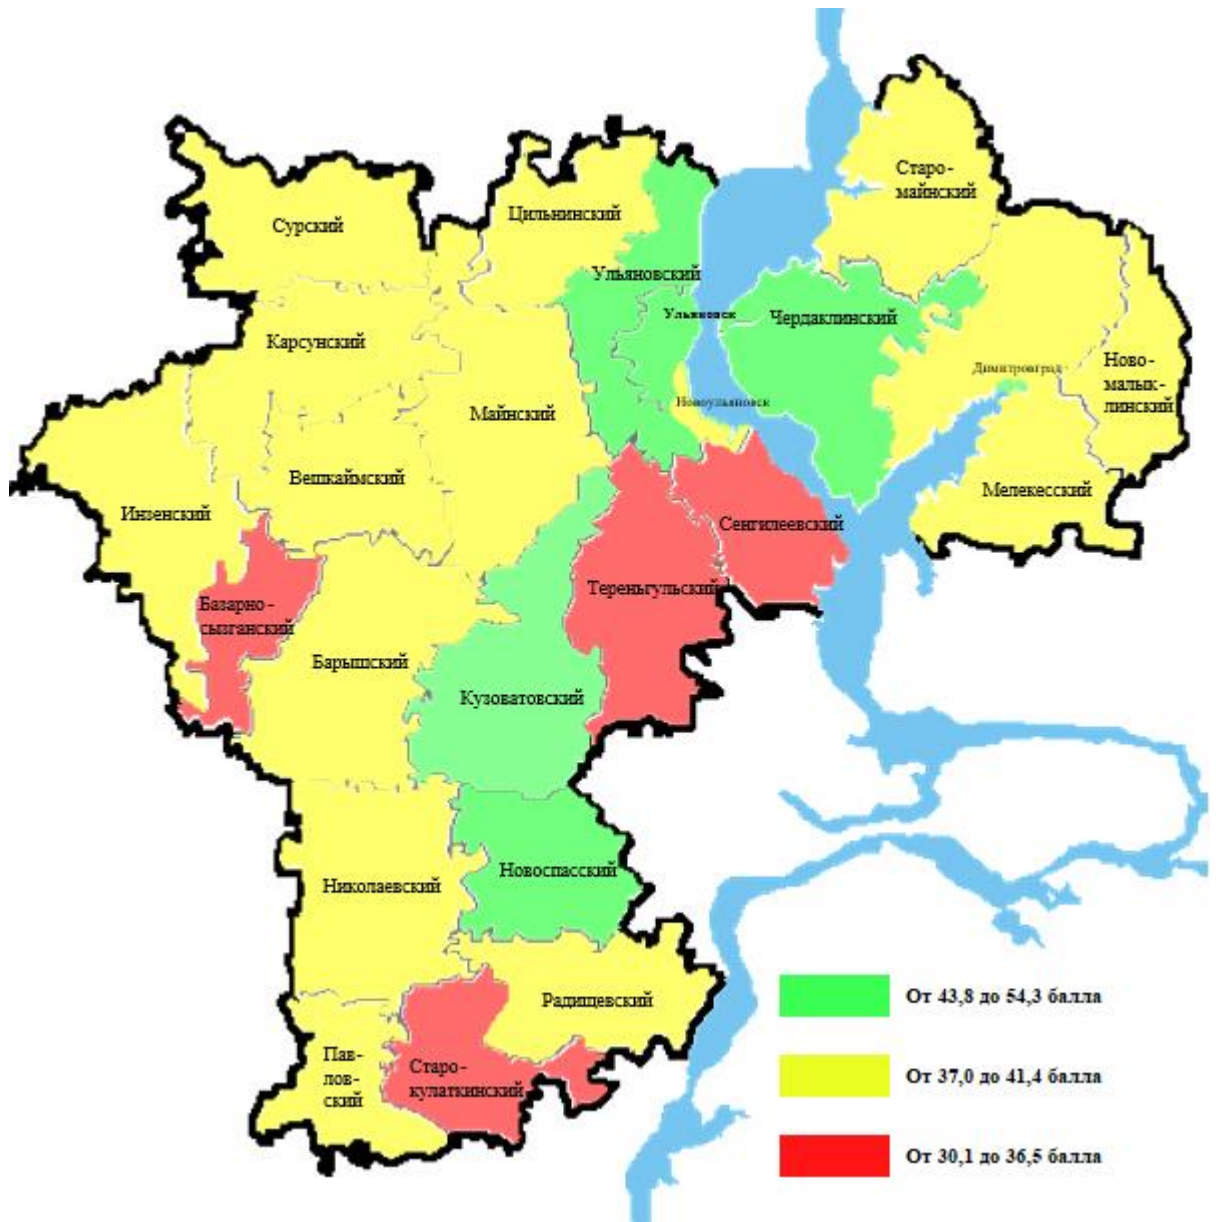 Старо-
майнский
Сурский
Цильнинский
Ульяновский
Ульяновск
Чердаклинский
Карсунский
Димитровград
Ново-
малык-
линский
Новоульяновск
Майнский
Вешкаймский
Мелекесский
Инзенский
Сенгилеевский
Тереньгульский
Базарно-
сызганский
Барышский
Кузоватовский
Новоспасский
Николаевский
Радищевский
Пав-
лов-
ский
Старо-
кулаткинский
От 43,8 до 54,3 балла
От 37,0 до 41,4 балла
От 30,1 до 36,5 балла